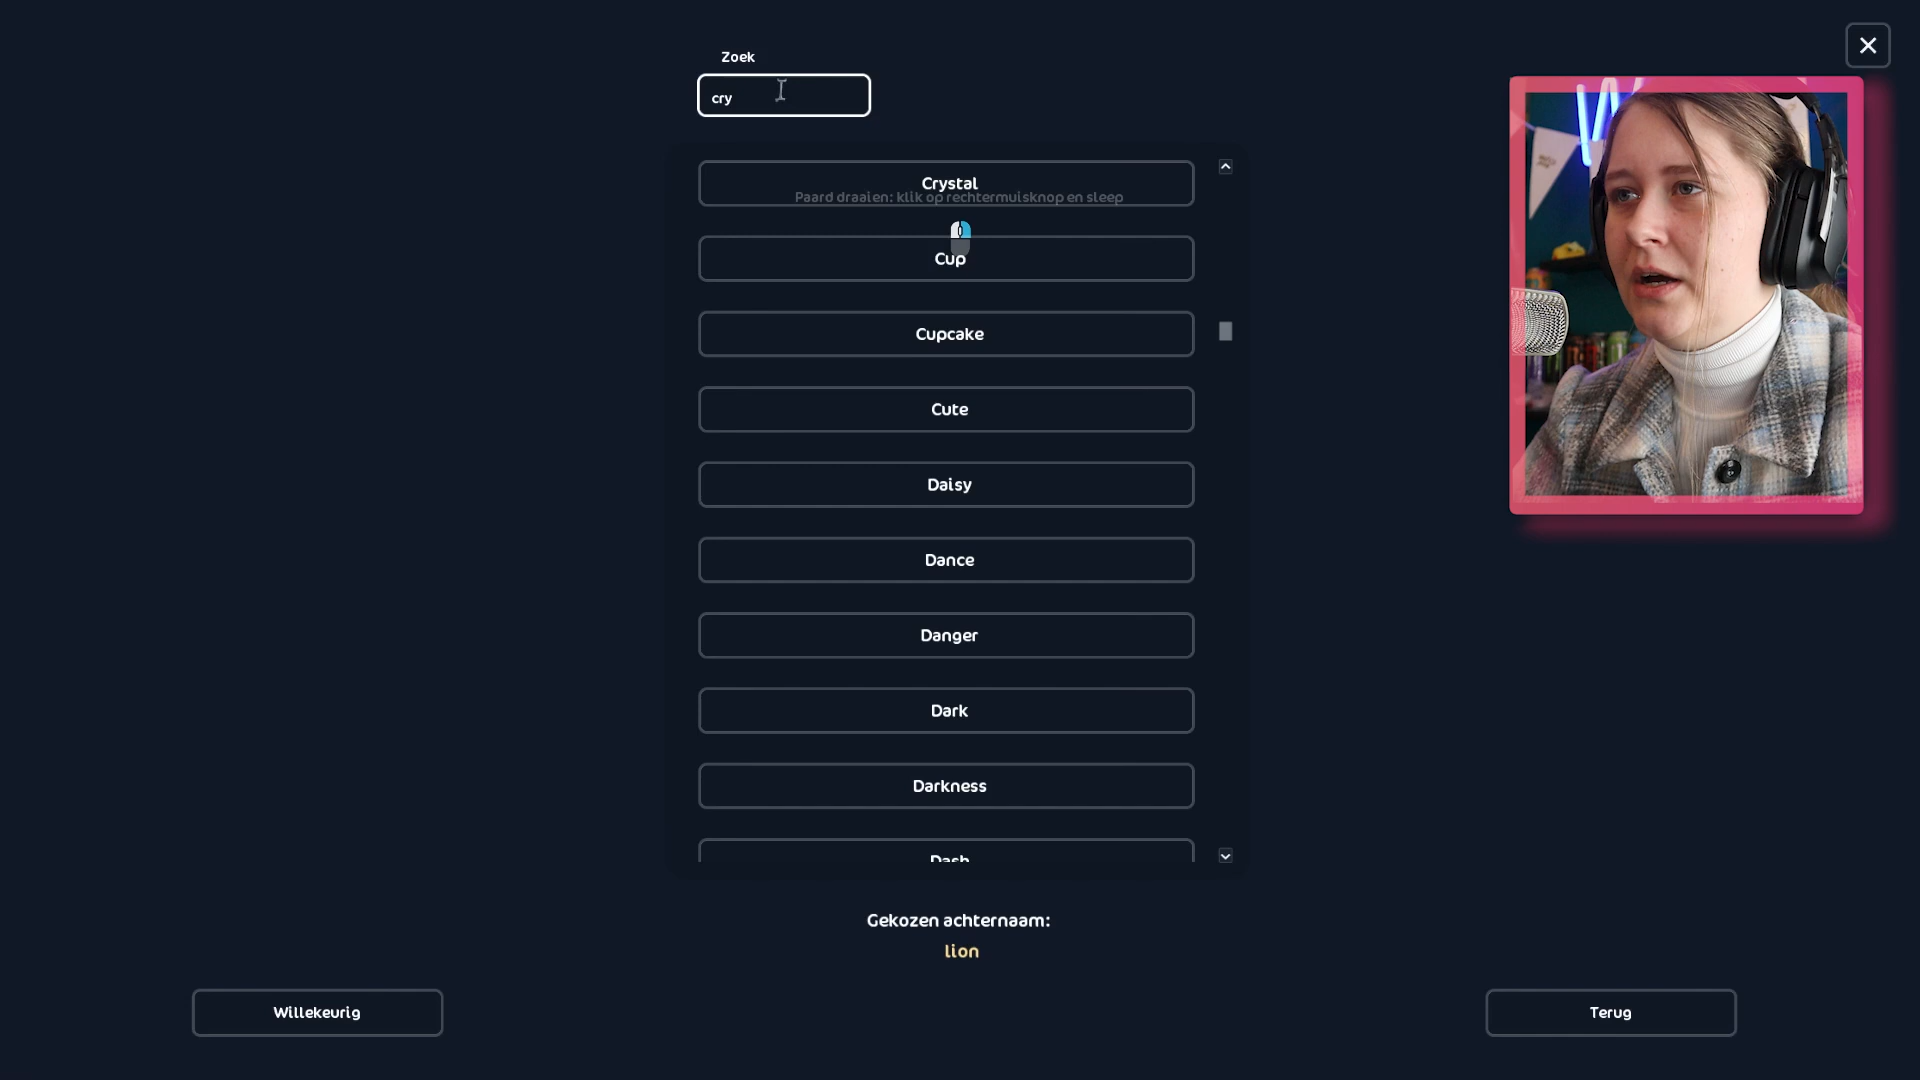 Zoek
cry
Crystal
Paard draaien: klik op rechtermuisknop en sleep
Cup
Cupcake
Cute
Daisy
Dance
Danger
Dark
Darkness
Dash
Gekozen achternaam:
lion
Willekeurig
Terug